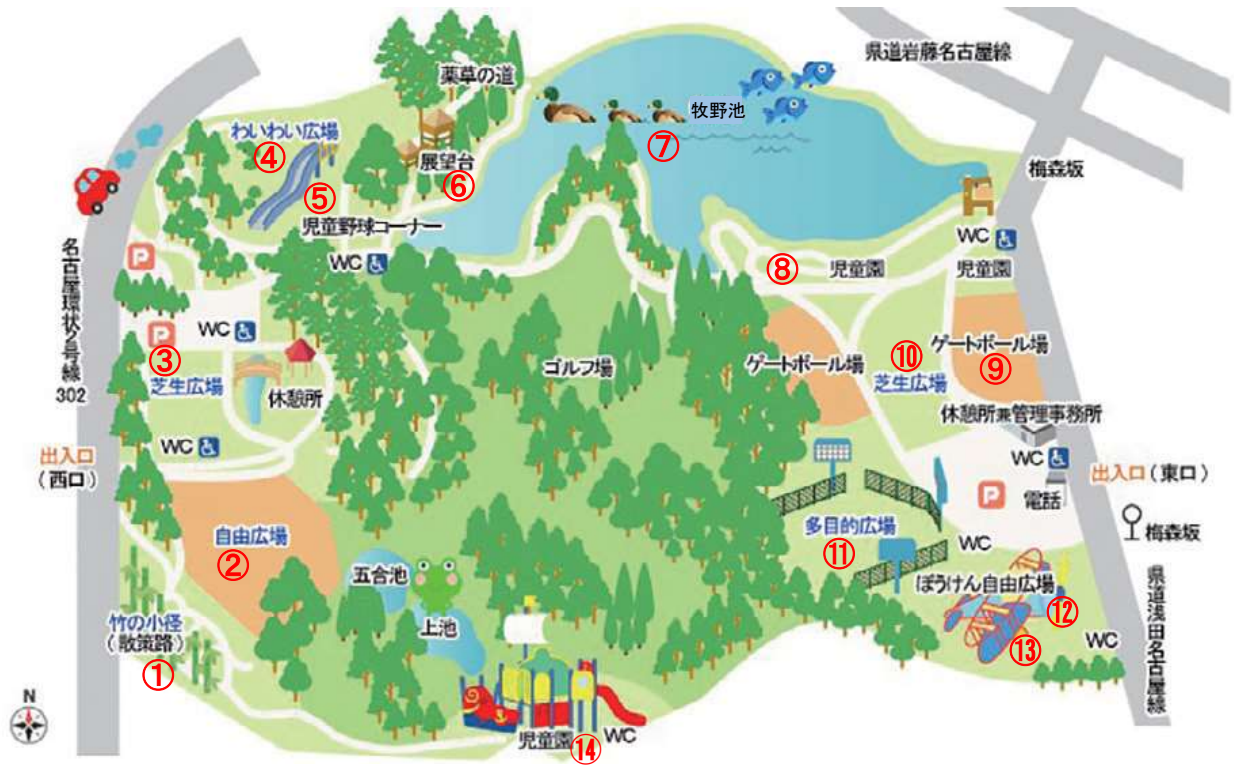 薬草の道
県道岩藤名古屋線
牧野池
わいわい広場
④
⑦
展望台
⑥
⑤
児童野球コーナー
梅森坂
WC
WC
⑧
児童園
児童園
P
名古屋環状2号線
302
P
WC
③
芝生広場
休憩所
ゴルフ場
ゲートボール場
⑩
芝生広場
ゲートボール場
⑨
休憩所兼管理事務所
WC
出入口
(西口)
WC
出入口(東口)
P
電話
自由広場
②
多目的広場
⑪
WC
梅森坂
五合池
ぼうけん自由広場
⑫
県道浅田名古屋線
竹の小径
(散策路)
①
上池
⑬
WC
N
児童園
⑭
WC